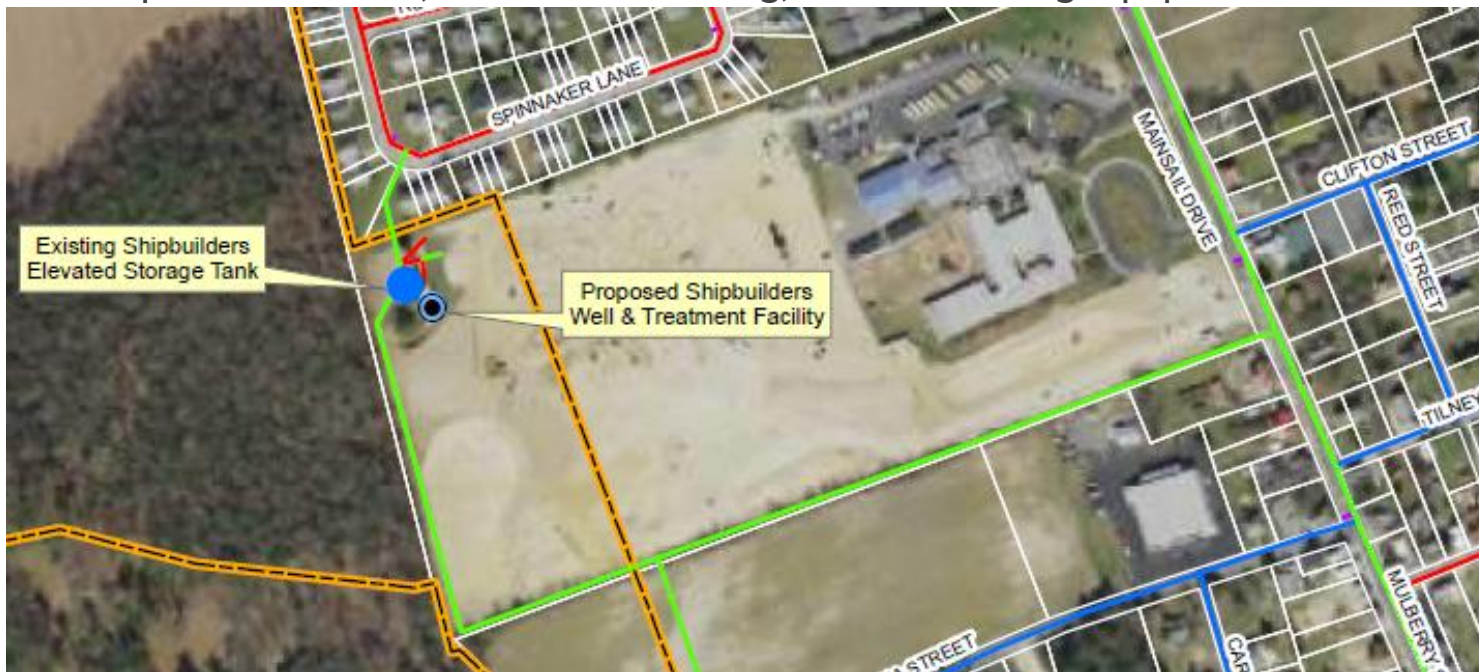 SPINNAKER LANE
MAINSAIL DRIVE
CLIFTON STREET
REED STREET
Existing Shipbuilders
Elevated Storage Tank
Proposed Shipbuilders
Well & Treatment Facility
TILNEY
MULBERRY
STREET
CAR